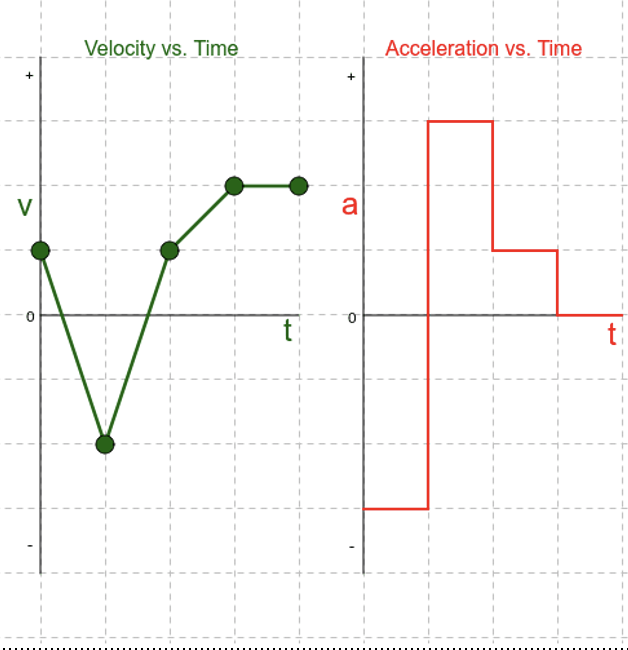 Velocity vs. Time
+
v
0
t
-
Acceleration vs. Time
+
a
0
t
-